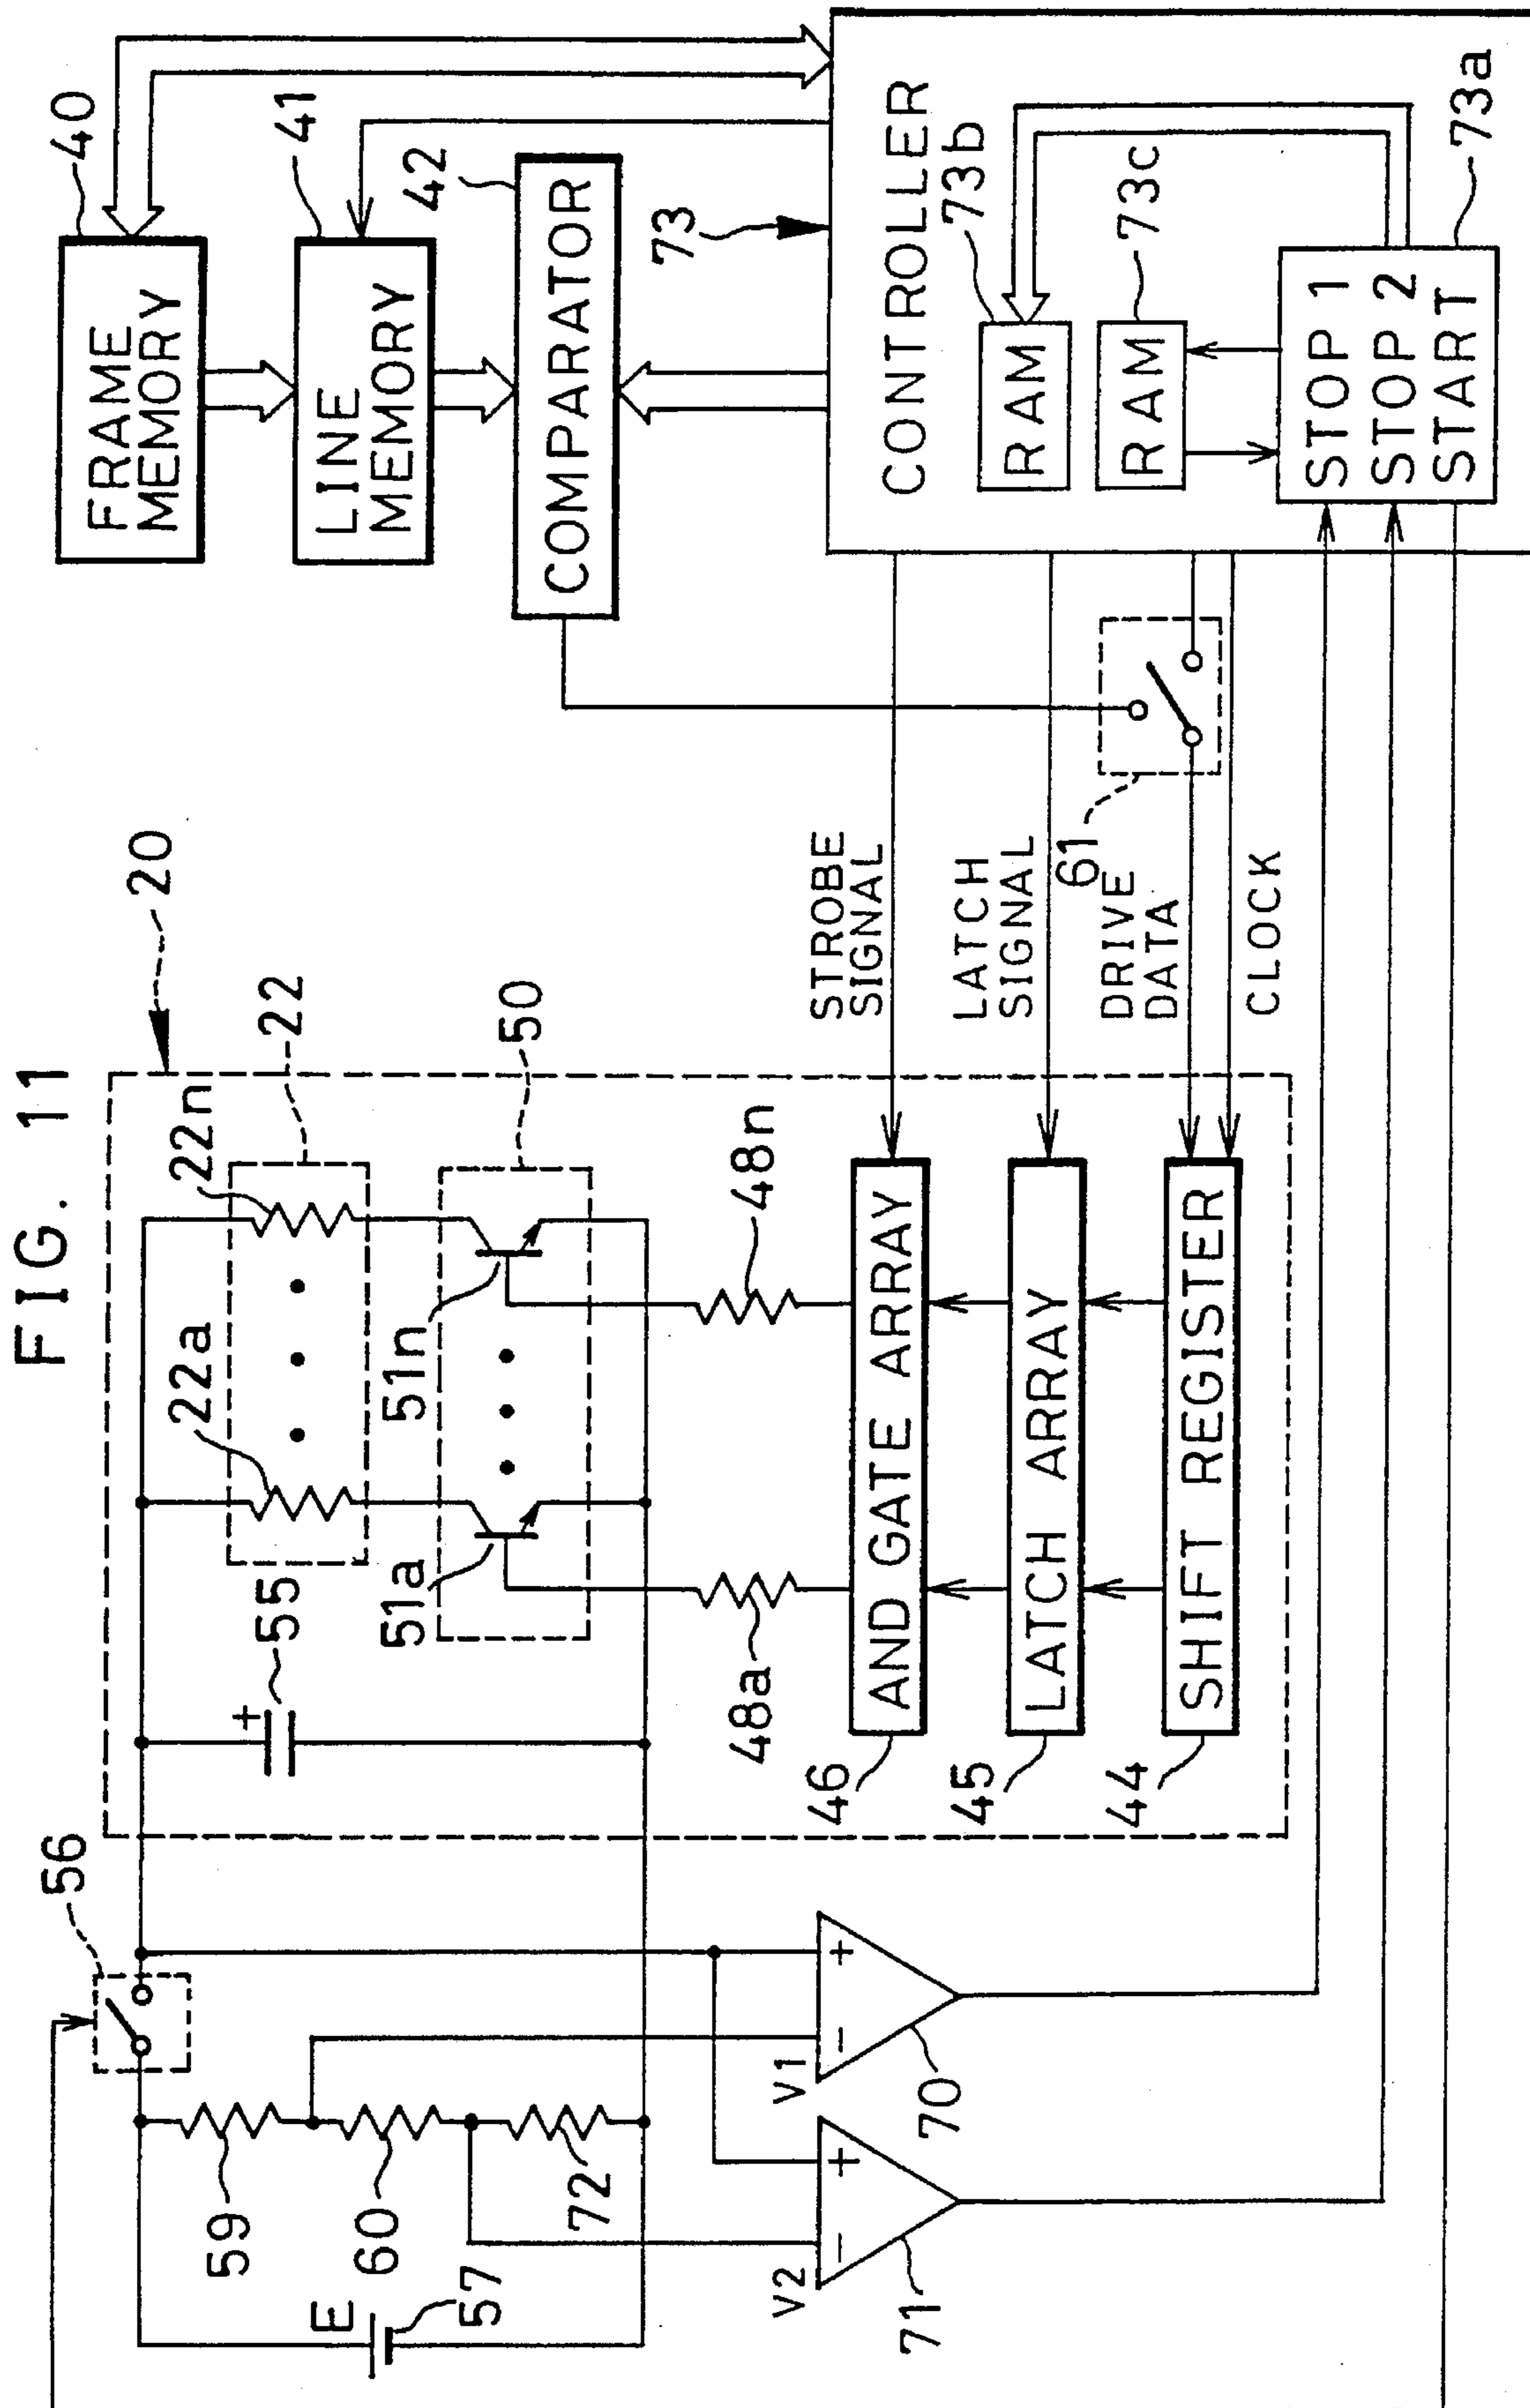 FIG. 11
56
59
60
72
E
57
V1
V2
70
71
20
55
+
22a
22n
22
51a
51n
50
48a
48n
46
AND GATE ARRAY
45
LATCH ARRAY
44
SHIFT REGISTER
+
−
+
−
STROBE
SIGNAL
LATCH
SIGNAL
61
DRIVE
DATA
CLOCK
40
FRAME
MEMORY
41
LINE
MEMORY
42
COMPARATOR
73
CONTROLLER
73b
RAM
73c
RAM
STOP 1
STOP 2
START
73a